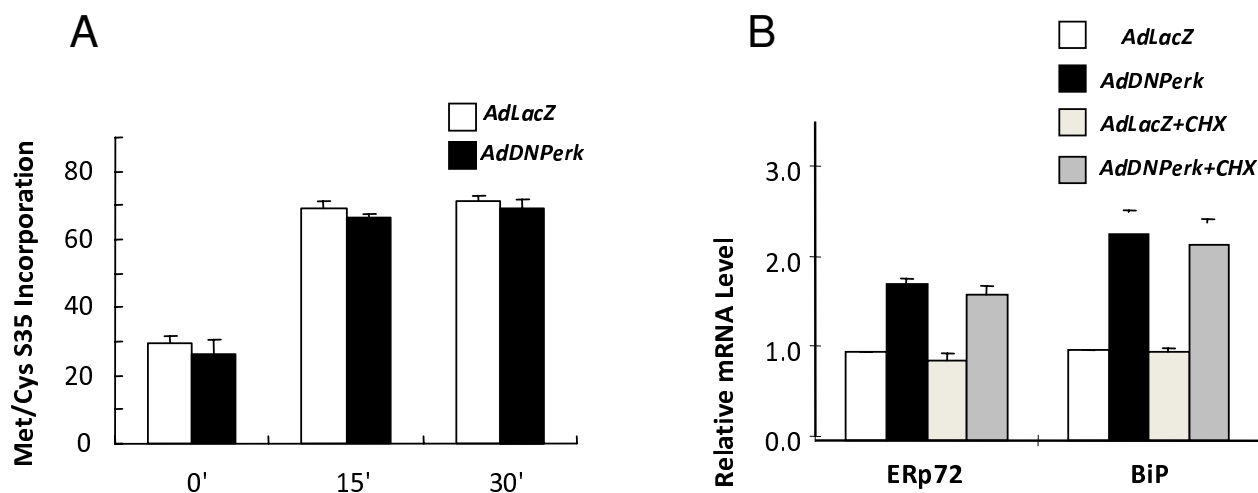 A
AdLacZ
AdDNPerk
Met/Cys S35 Incorporation
80
60
40
20
0
0'
15'
30'
B
AdLacZ
AdDNPerk
AdLacZ+CHX
AdDNPerk+CHX
Relative mRNA Level
3.0
2.0
1.0
0.0
ERp72
BiP